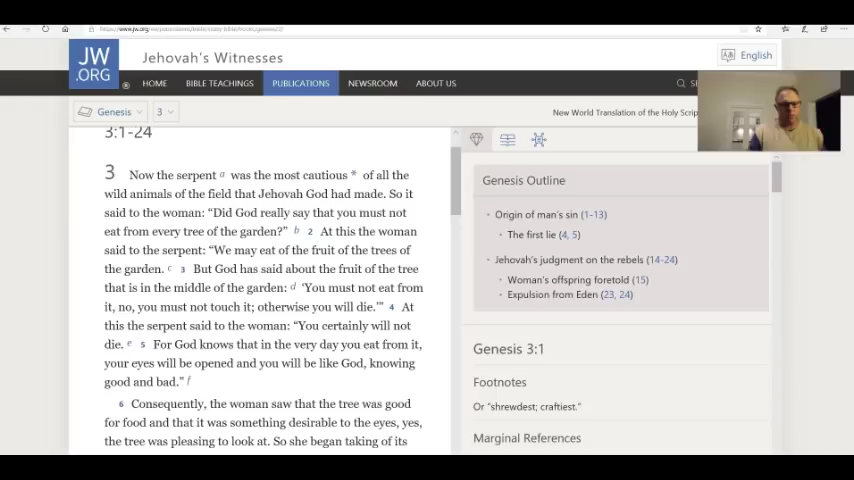 JW
.ORG
®
Jehovah's Witnesses
English
HOME
BIBLE TEACHINGS
PUBLICATIONS
NEWSROOM
ABOUT US
Genesis
3
New World Translation of the Holy
3:1-24
3 Now the serpent a was the most cautious * of all the
wild animals of the field that Jehovah God had made. So it
said to the woman: “Did God really say that you must not
eat from every tree of the garden?” b 2 At this the woman
said to the serpent: “We may eat of the fruit of the trees of
the garden. c 3 But God has said about the fruit of the tree
that is in the middle of the garden: d ‘You must not eat from
it, no, you must not touch it; otherwise you will die.’” 4 At
this the serpent said to the woman: “You certainly will not
die. e 5 For God knows that in the very day you eat from it,
your eyes will be opened and you will be like God, knowing
good and bad.” f
6 Consequently, the woman saw that the tree was good
for food and that it was something desirable to the eyes, yes,
the tree was pleasing to look at. So she began taking of its
Genesis Outline
Origin of man's sin (1-13)
The first lie (4, 5)
Jehovah's judgment on the rebels (14-24)
Woman's offspring foretold (15)
Expulsion from Eden (23, 24)
Genesis 3:1
Footnotes
Or “shrewdest; craftiest.”
Marginal References